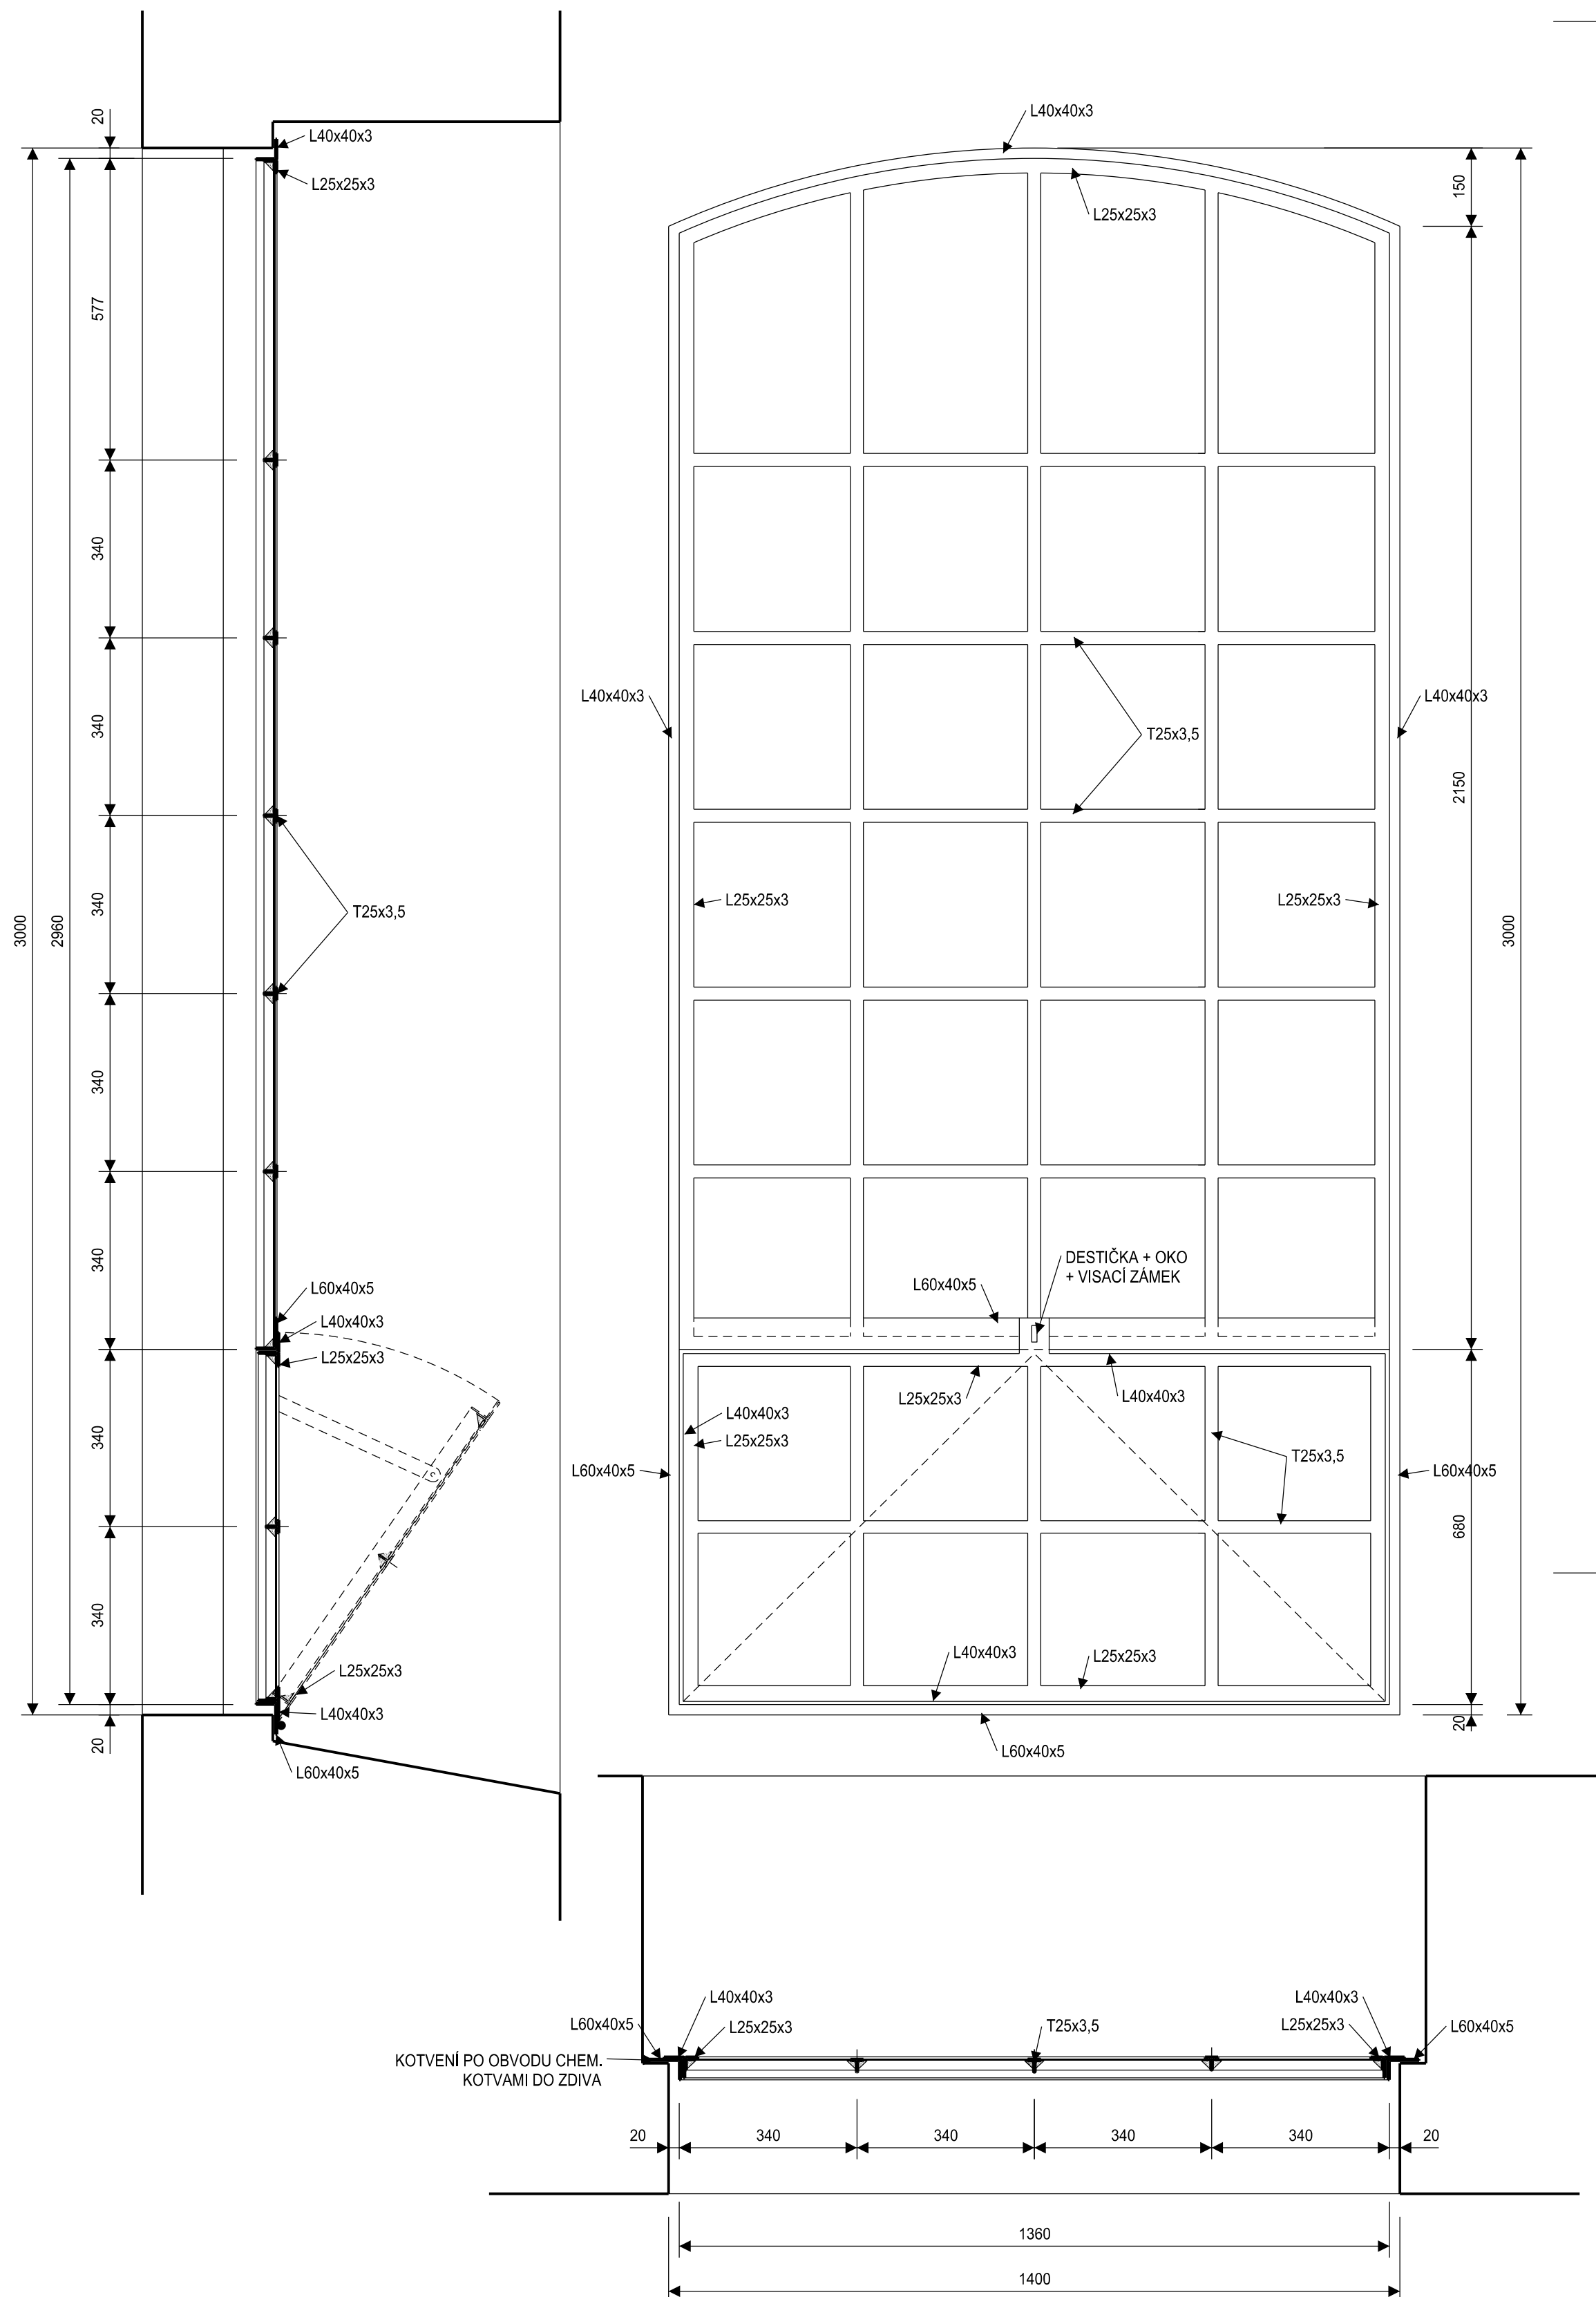 20
L40x40x3
L25x25x3
577
340
340
340
340
340
340
340
20
3000
2960
T25x3,5
L60x40x5
L40x40x3
L25x25x3
L25x25x3
L40x40x3
L60x40x5
L40x40x3
L25x25x3
150
L40x40x3
L40x40x3
T25x3,5
2150
L25x25x3
L25x25x3
3000
DESTIČKA + OKO
+ VISACÍ ZÁMEK
L60x40x5
L25x25x3
L40x40x3
L40x40x3
L25x25x3
T25x3,5
L60x40x5
L60x40x5
680
L40x40x3
L25x25x3
20
L60x40x5
L40x40x3
L40x40x3
L60x40x5
L25x25x3
T25x3,5
L25x25x3
L60x40x5
KOTVENÍ PO OBVODU CHEM.
KOTVAMI DO ZDIVA
20
340
340
340
340
20
1360
1400